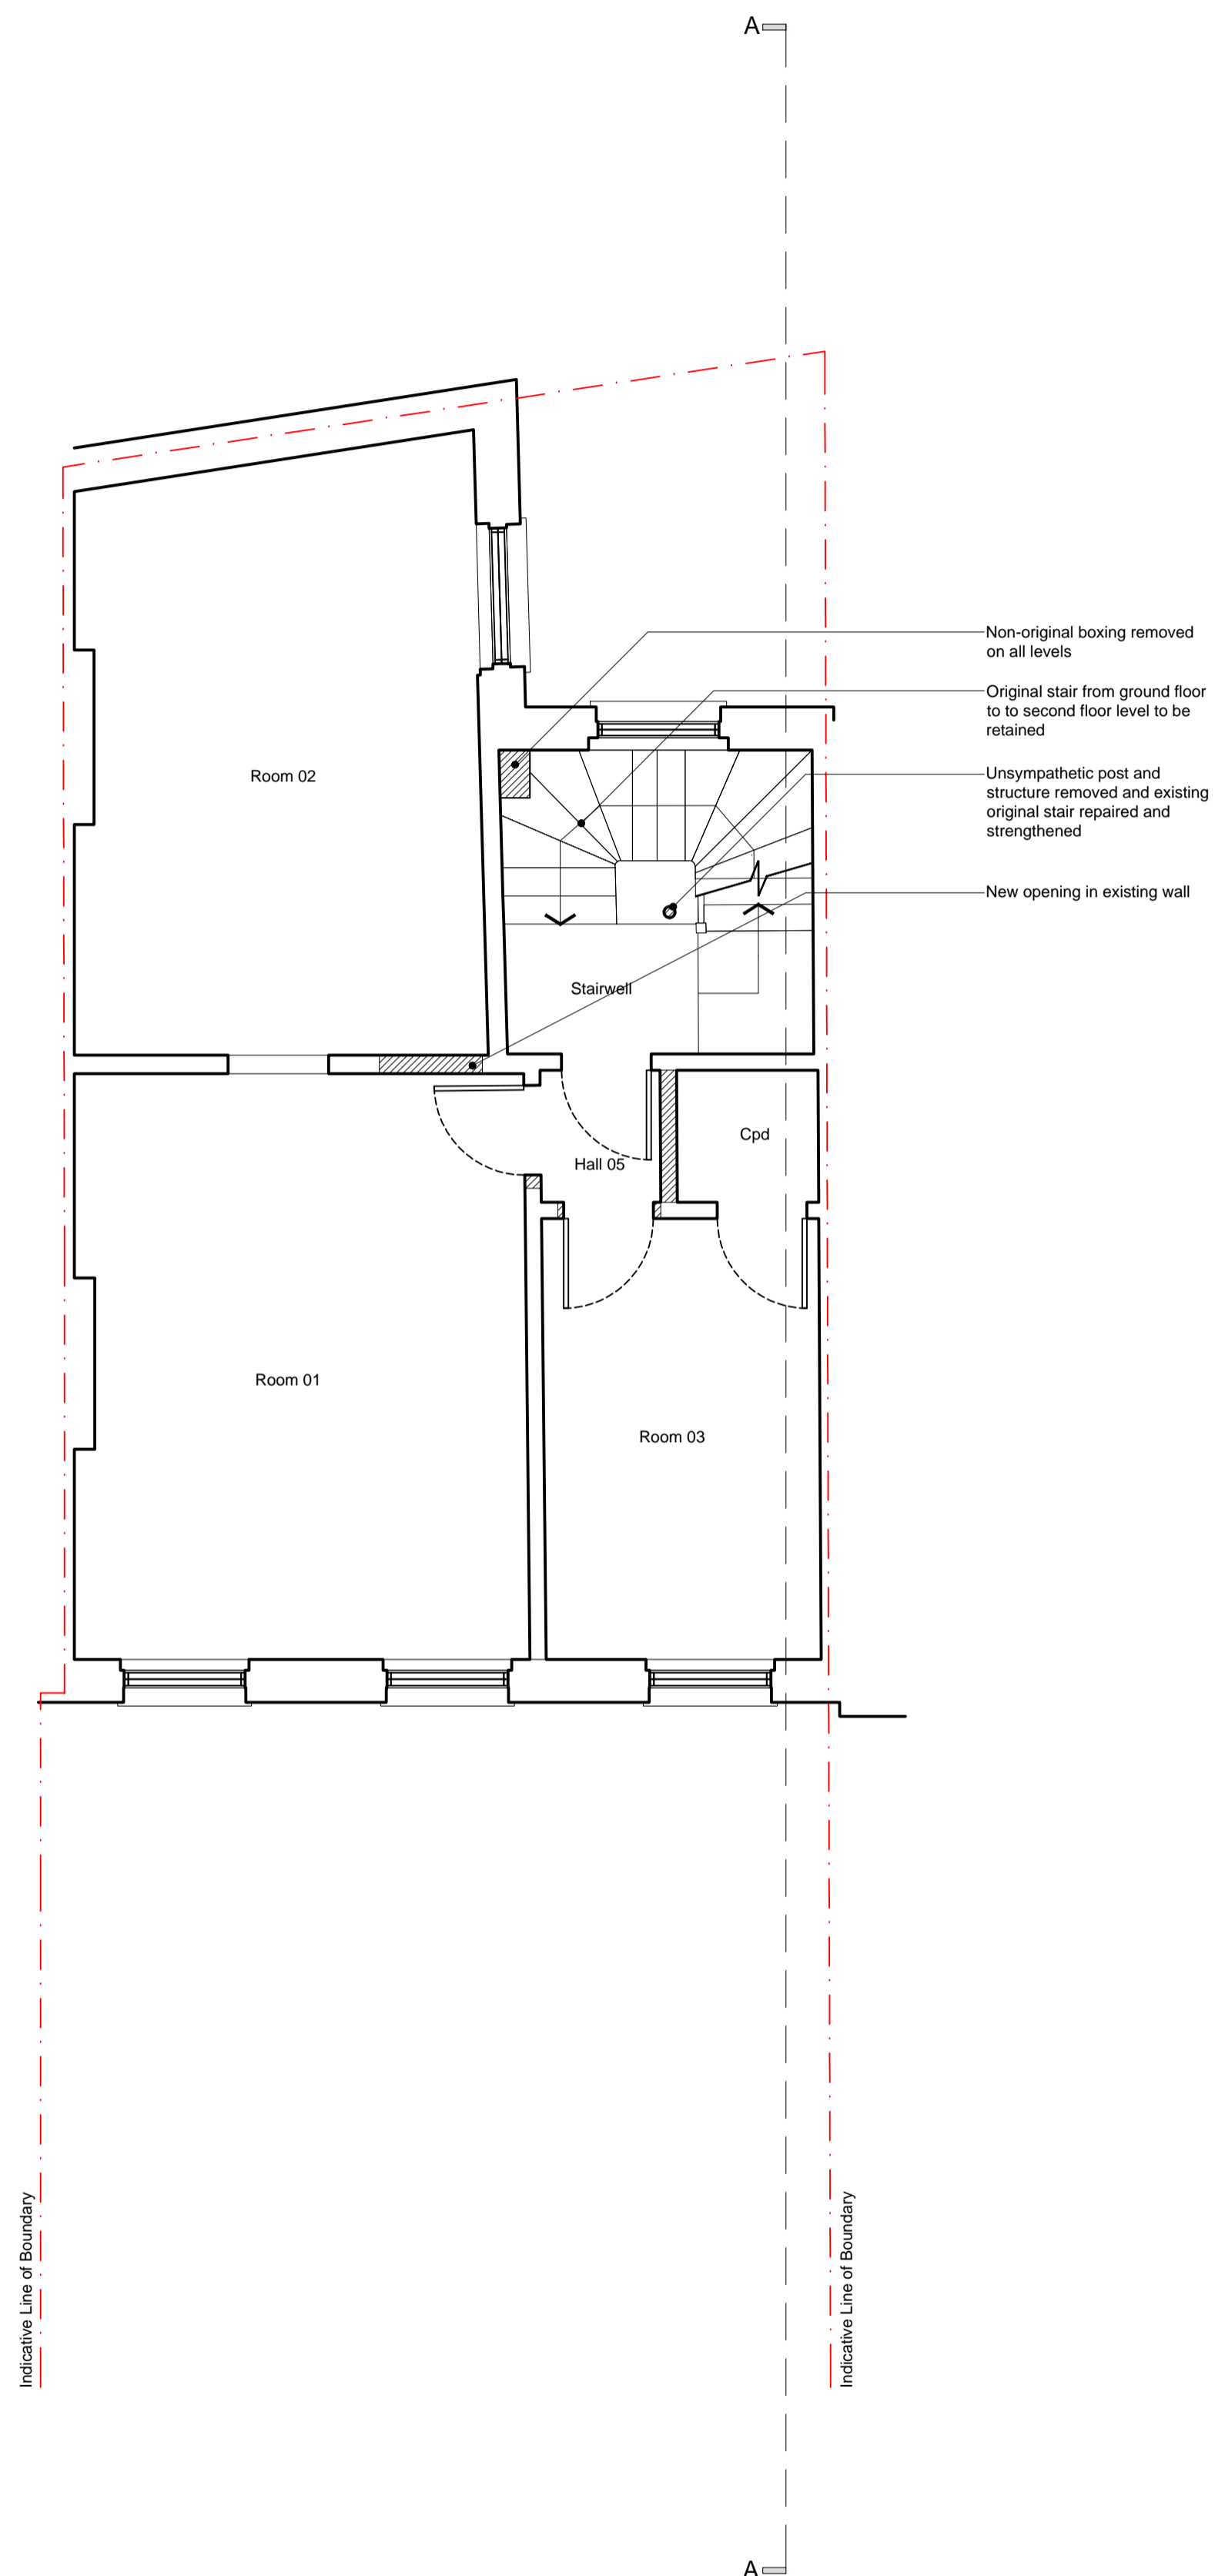 A
Non-original boxing removed
on all levels
Original stair from ground floor
to to second floor level to be
retained
Unsympathetic post and
structure removed and existing
original stair repaired and
strengthened
New opening in existing wall
Room 02
Stairwell
Cpd
Hall 05
Room 01
Room 03
Indicative Line of Boundary
Indicative Line of Boundary
A